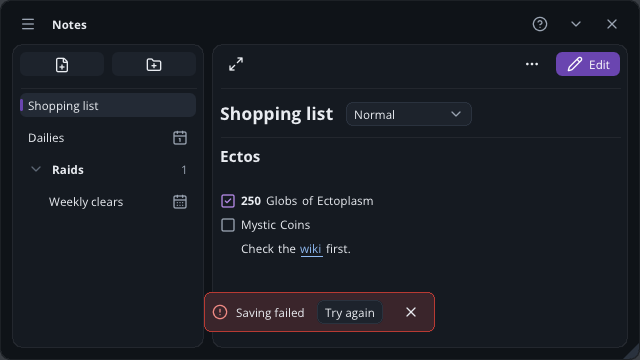 Notes
Edit
Shopping list
Dailies
Raids 1
Weekly clears
Shopping list Normal
Ectos
250 Globs of Ectoplasm
Mystic Coins
Check the wiki first.
Saving failed Try again